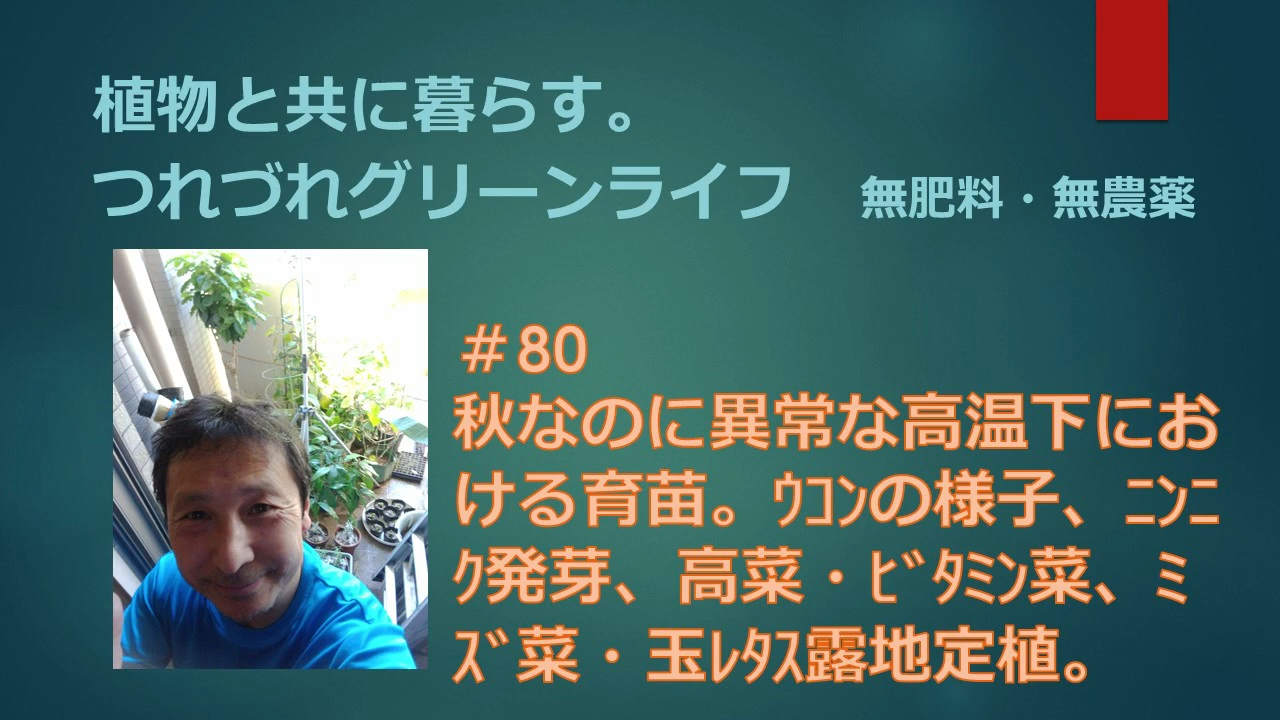 植物と共に暮らす。
つれづれグリーンライフ　無肥料・無農薬
＃80
秋なのに異常な高温下にお
ける育苗。ｳｺﾝの様子、ﾆﾝﾆ
ｸ発芽、高菜・ﾋﾞﾀﾐﾝ菜、ﾐ
ｽﾞ菜・玉ﾚﾀｽ露地定植。